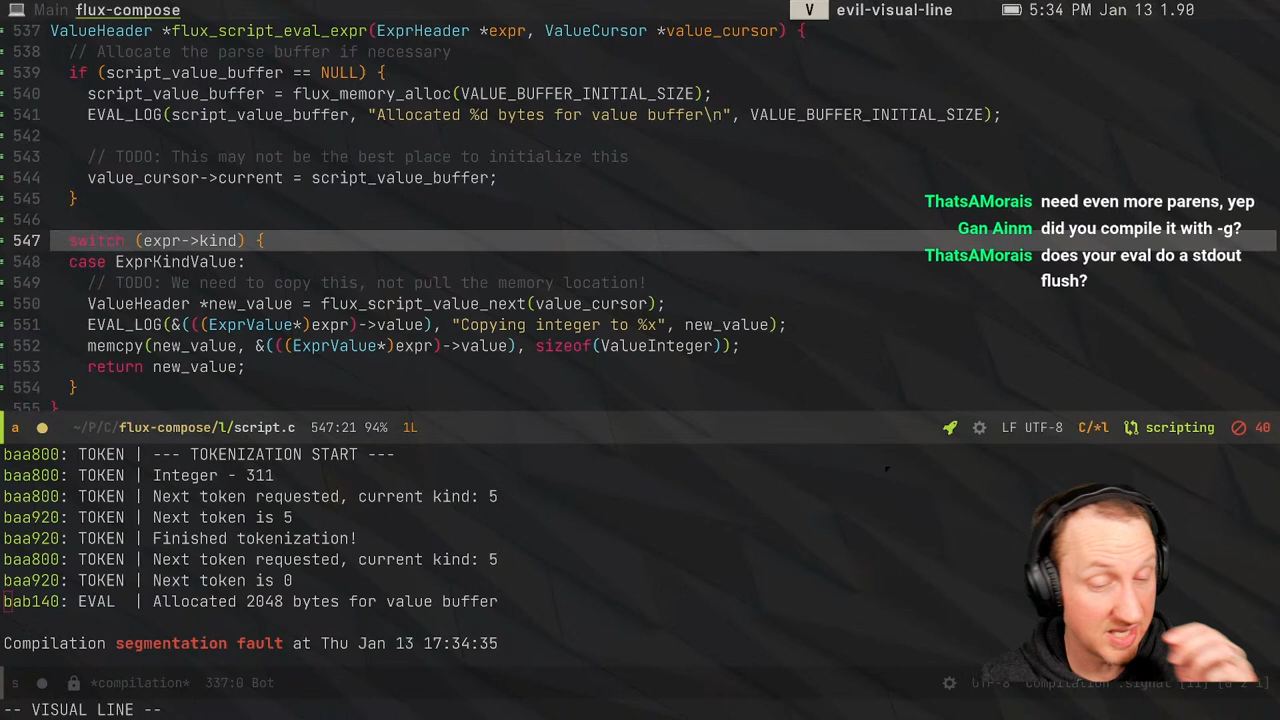 Main flux-compose
V evil-visual-line 5:34 PM Jan 13 1.90
537 ValueHeader *flux_script_eval_expr(ExprHeader *expr, ValueCursor *value_cursor) {
538 // Allocate the parse buffer if necessary
539 if (script_value_buffer == NULL) {
540 script_value_buffer = flux_memory_alloc(VALUE_BUFFER_INITIAL_SIZE);
541 EVAL_LOG(script_value_buffer, "Allocated %d bytes for value buffer\n", VALUE_BUFFER_INITIAL_SIZE);
542
543 // TODO: This may not be the best place to initialize this
544 value_cursor->current = script_value_buffer;
545 }
546
547 switch (expr->kind) {
548 case ExprKindValue:
549 // TODO: We need to copy this, not pull the memory location!
550 ValueHeader *new_value = flux_script_value_next(value_cursor);
551 EVAL_LOG(&(((ExprValue*)expr)->value), "Copying integer to %x", new_value);
552 memcpy(new_value, &(((ExprValue*)expr)->value), sizeof(ValueInteger));
553 return new_value;
554 }
555 }
ThatsAMorais need even more parens, yep
Gan Ainm did you compile it with -g?
ThatsAMorais does your eval do a stdout
flush?
a ~/P/C/flux-compose/l/script.c 547:21 94% 1L LF UTF-8 C/*l scripting 40
baa800: TOKEN | --- TOKENIZATION START ---
baa800: TOKEN | Integer - 311
baa800: TOKEN | Next token requested, current kind: 5
baa920: TOKEN | Next token is 5
baa920: TOKEN | Finished tokenization!
baa800: TOKEN | Next token requested, current kind: 5
baa920: TOKEN | Next token is 0
bab140: EVAL | Allocated 2048 bytes for value buffer
Compilation segmentation fault at Thu Jan 13 17:34:35
s *compilation* 337:0 Bot
-- VISUAL LINE --